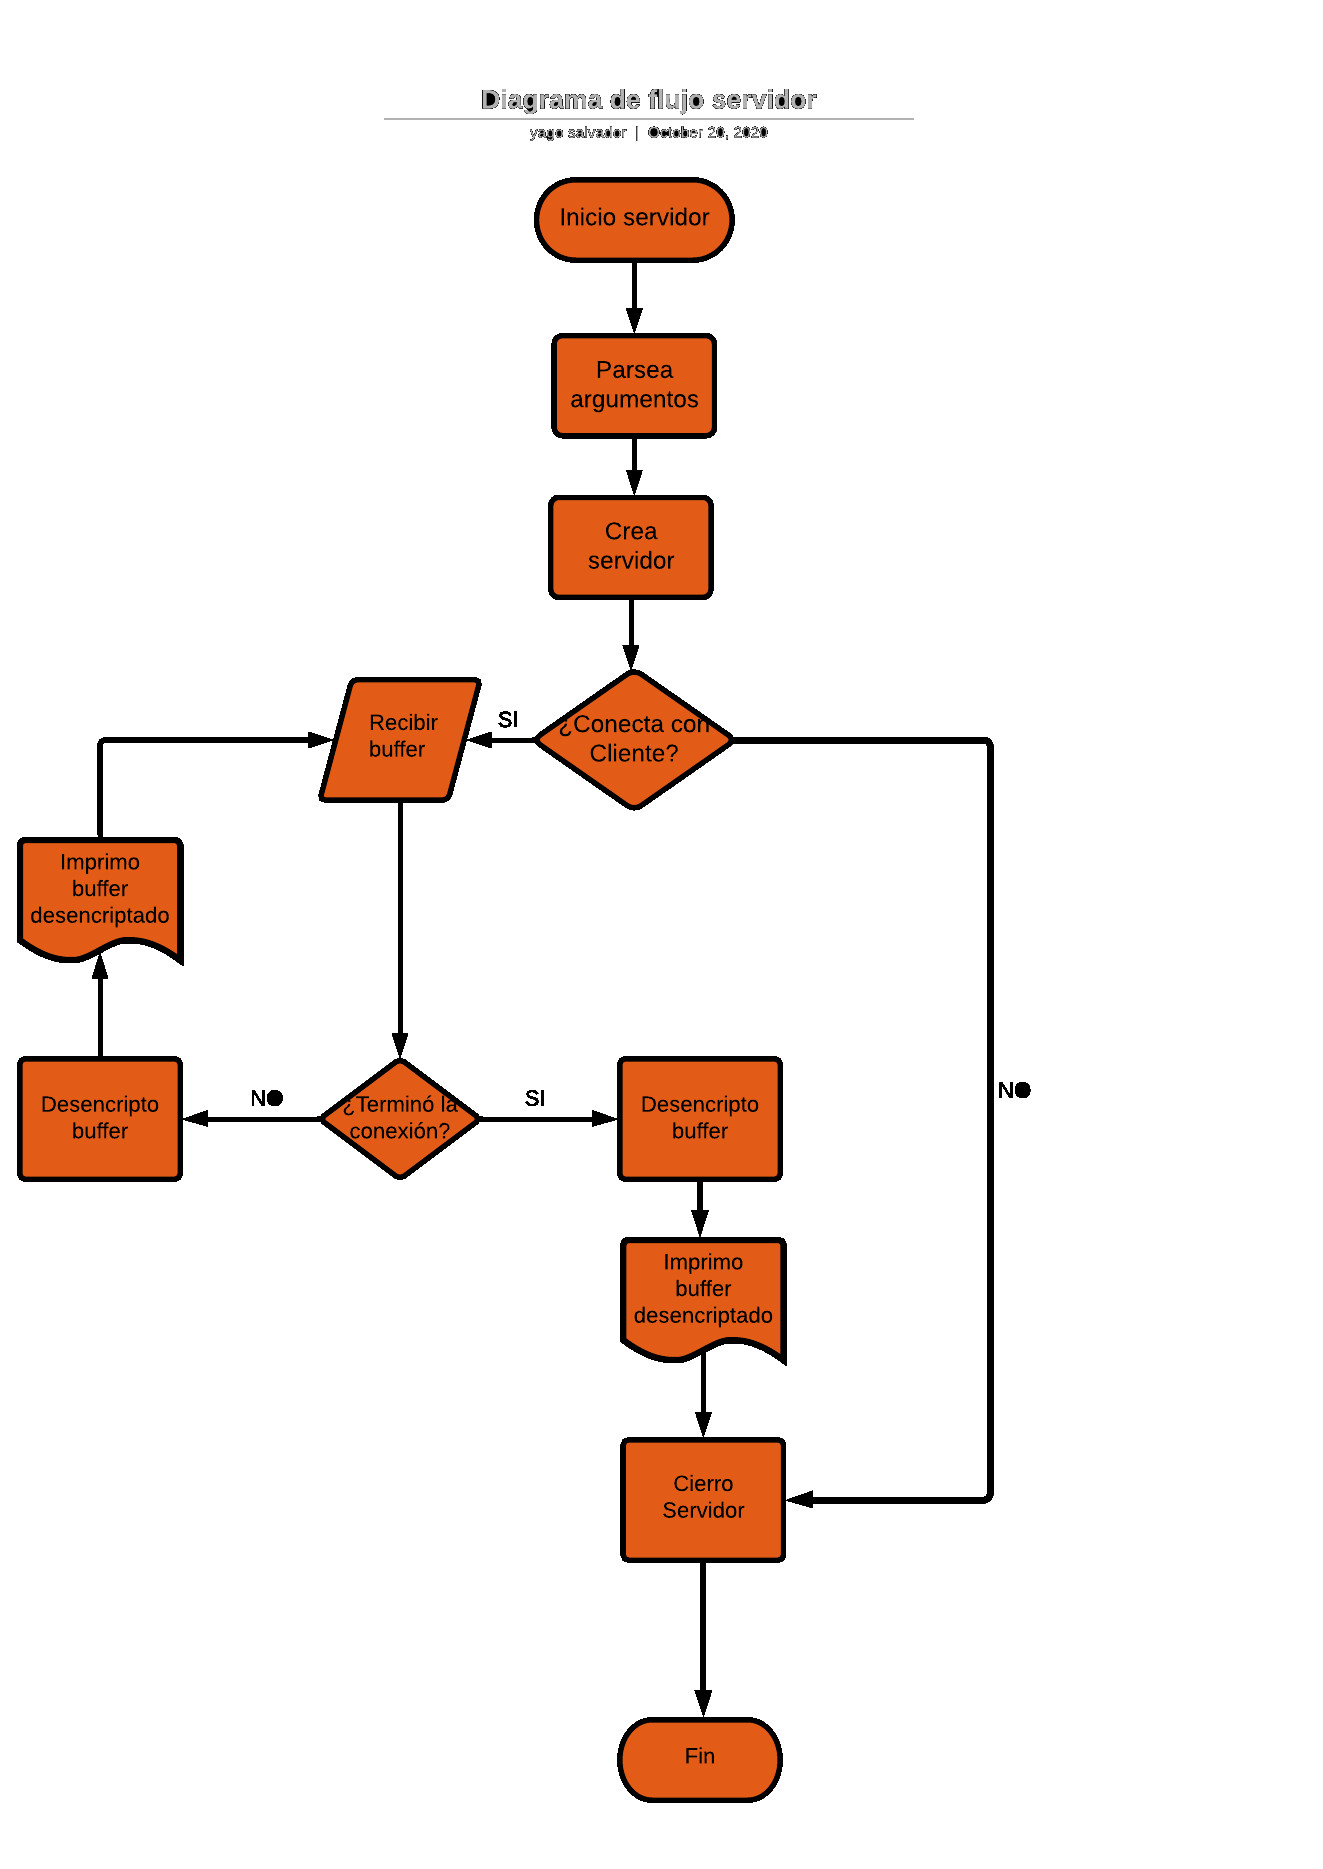 Diagrama de flujo servidor
yago salvador | October 20, 2020
Inicio servidor
Parsea
argumentos
Crea
servidor
¿Conecta con
Cliente?
SI
Recibir
buffer
Imprimo
buffer
desencriptado
Desencripto
buffer
NO
¿Terminó la
conexión?
SI
Desencripto
buffer
NO
Imprimo
buffer
desencriptado
Cierro
Servidor
Fin